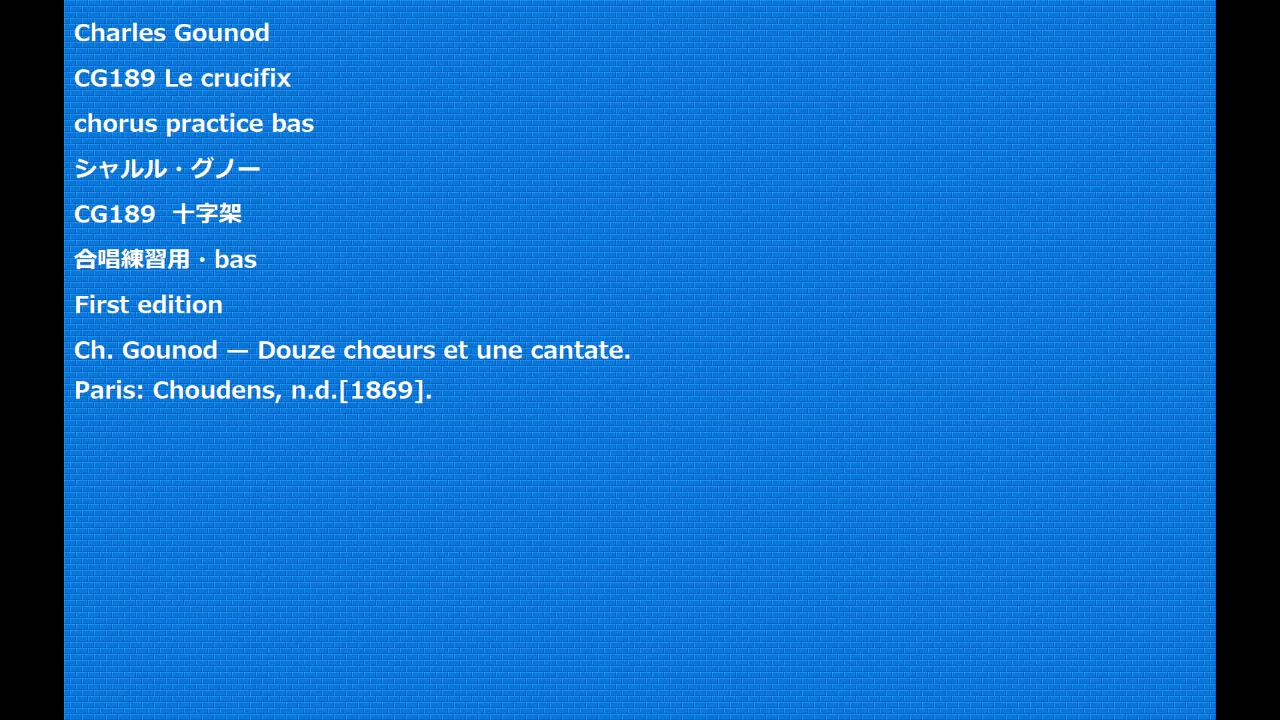 Charles Gounod
CG189 Le crucifix
chorus practice bas
シャルル・グノー
CG189  十字架
合唱練習用・bas
First edition
Ch. Gounod — Douze chœurs et une cantate.
Paris: Choudens, n.d.[1869].